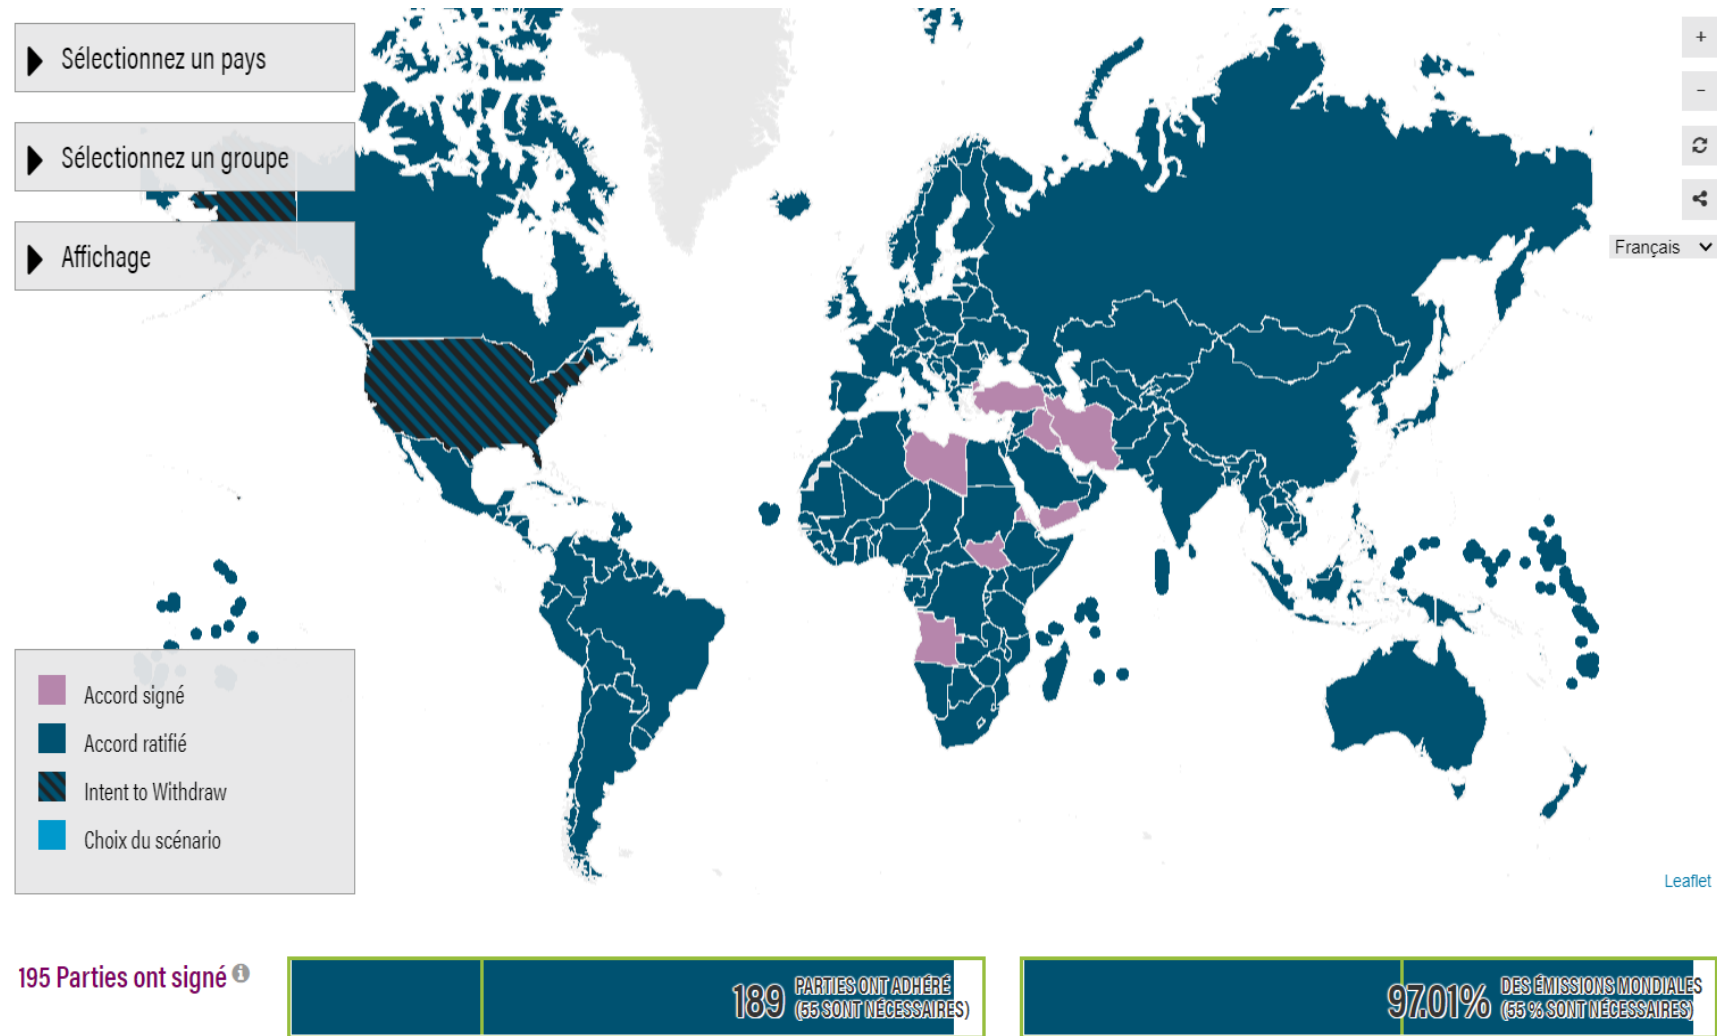 Sélectionnez un pays
Sélectionnez un groupe
Affichage
+
-
Français
Accord signé
Accord ratifié
Intent to Withdraw
Choix du scénario
Leaflet
195 Parties ont signé
189 PARTIES ONT ADHÉRÉ
(55 SONT NÉCESSAIRES)
97.01% DES ÉMISSIONS MONDIALES
(55 % SONT NÉCESSAIRES)